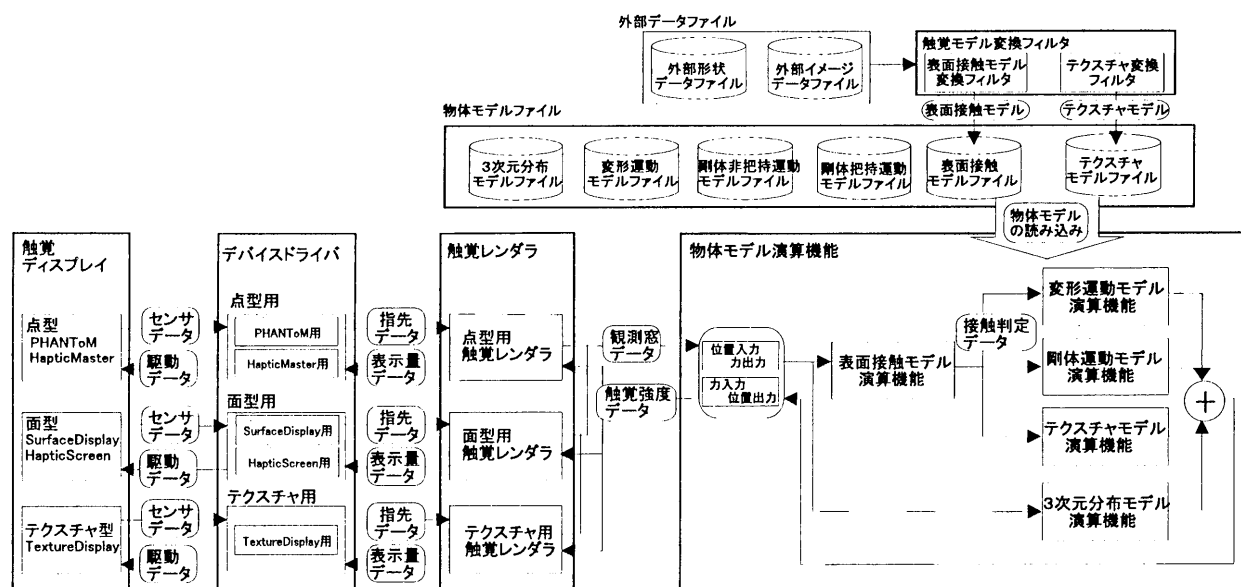 外部データファイル
外部形状
データファイル
外部イメージ
データファイル
触覚モデル変換フィルタ
表面接触モデル
変換フィルタ
テクスチャ変換
フィルタ
表面接触モデル
テクスチャモデル
物体モデルファイル
3次元分布
モデルファイル
変形運動
モデルファイル
剛体非把持運動
モデルファイル
剛体把持運動
モデルファイル
表面接触
モデルファイル
テクスチャ
モデルファイル
物体モデル
の読み込み
触覚
ディスプレイ
点型
PHANToM
HapticMaster
面型
SurfaceDisplay
HapticScreen
テクスチャ型
TextureDisplay
センサ
データ
駆動
データ
センサ
データ
駆動
データ
センサ
データ
駆動
データ
デバイスドライバ
点型用
PHANToM用
HapticMaster用
面型用
SurfaceDisplay用
HapticScreen用
テクスチャ用
TextureDisplay用
指先
データ
表示量
データ
指先
データ
表示量
データ
指先
データ
表示量
データ
触覚レンダラ
点型用
触覚レンダラ
面型用
触覚レンダラ
テクスチャ用
触覚レンダラ
観測窓
データ
触覚強度
データ
物体モデル演算機能
位置入力
力出力
力入力
位置出力
表面接触モデル
演算機能
接触判定
データ
変形運動モデル
演算機能
剛体運動モデル
演算機能
テクスチャモデル
演算機能
3次元分布モデル
演算機能
+